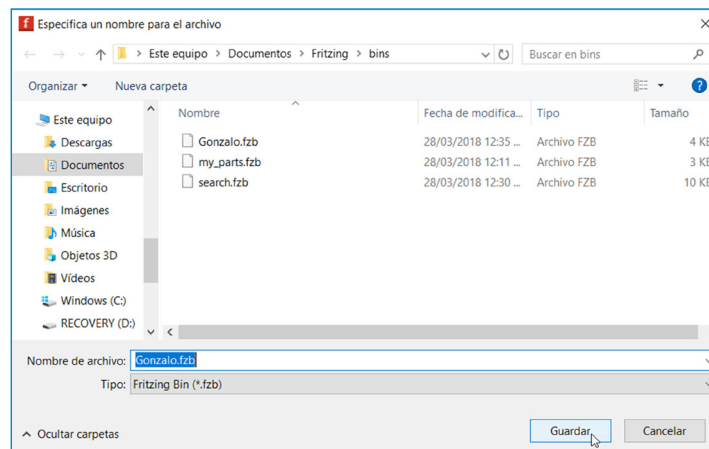 Especifica un nombre para el archivo
Este equipo > Documentos > Fritzing > bins
Buscar en bins
Organizar
Nueva carpeta
Nombre
Fecha de modifica...
Tipo
Tamaño
Este equipo
Descargas
Documentos
Escritorio
Imágenes
Música
Objetos 3D
Vídeos
Windows (C:)
RECOVERY (D:)
Gonzalo.fzb 28/03/2018 12:35 ... Archivo FZB 4 KB
my_parts.fzb 28/03/2018 12:11 ... Archivo FZB 3 KB
search.fzb 28/03/2018 12:30 ... Archivo FZB 10 KB
Nombre de archivo: Gonzalo.fzb
Tipo: Fritzing Bin (*.fzb)
Ocultar carpetas
Guardar
Cancelar